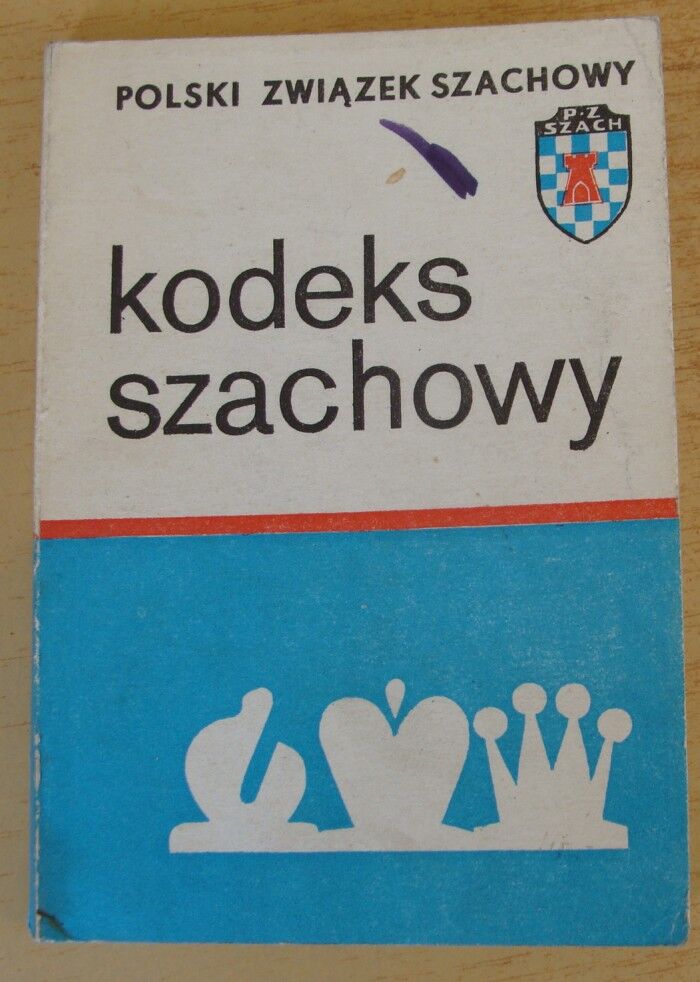 POLSKI ZWIĄZEK SZACHOWY
P·Z
SZACH
kodeks
szachowy